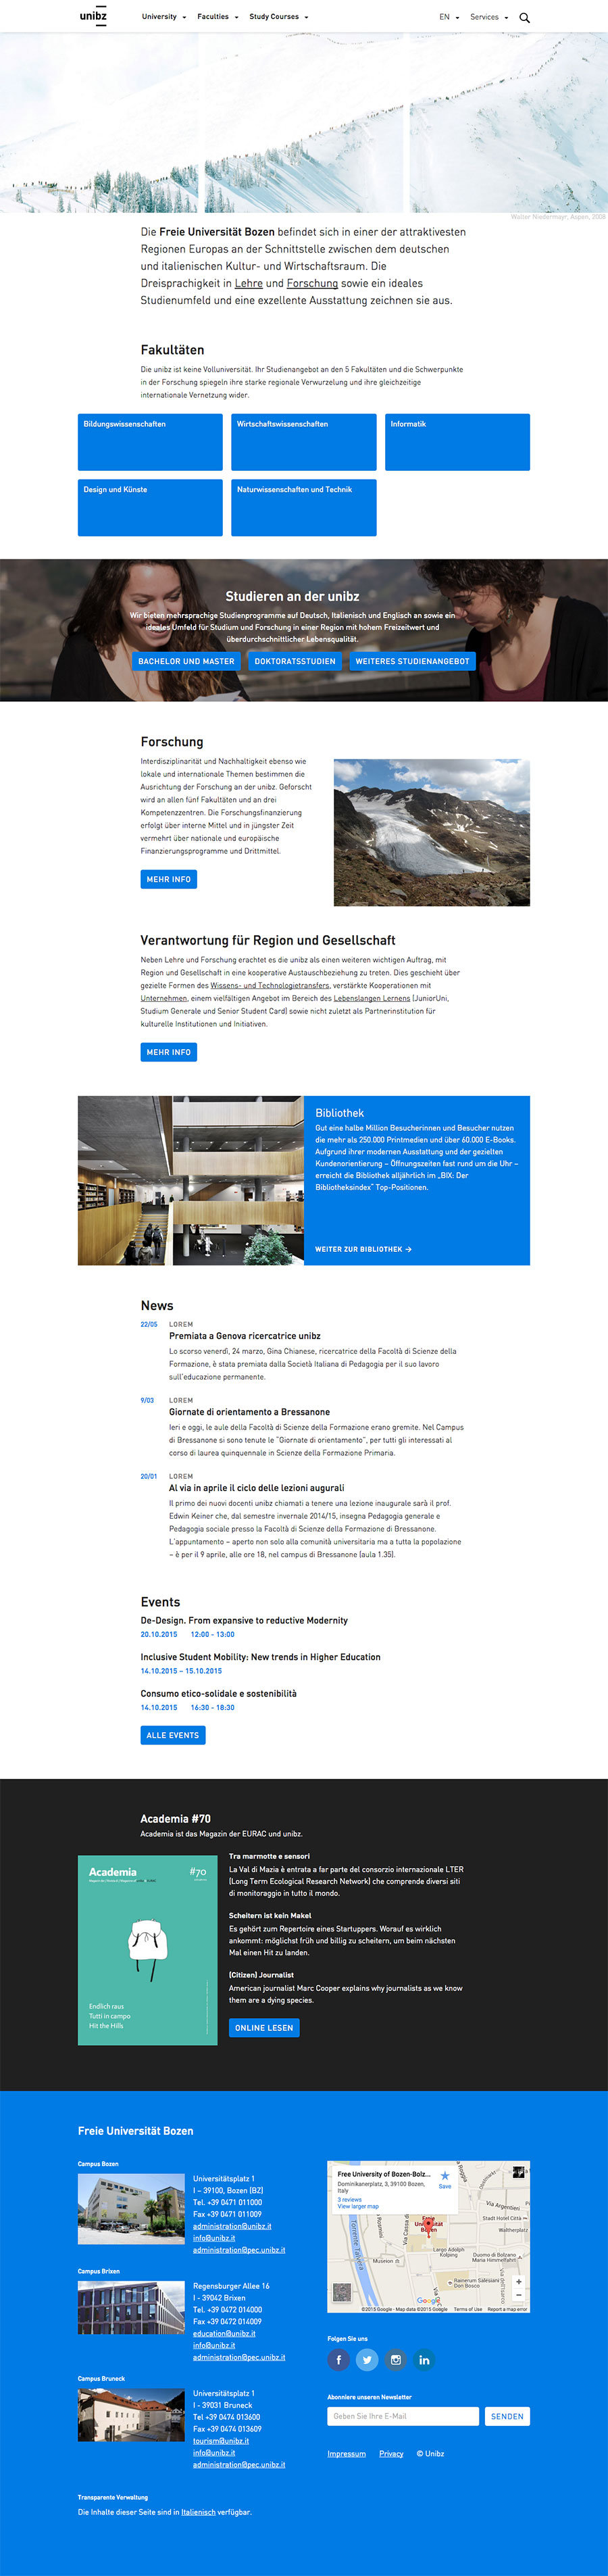 unibz
University Faculties Study Courses EN Services
Walter Niedermayr, Aspen, 2008
Die Freie Universität Bozen befindet sich in einer der attraktivesten
Regionen Europas an der Schnittstelle zwischen dem deutschen
und italienischen Kultur- und Wirtschaftsraum. Die
Dreisprachigkeit in Lehre und Forschung sowie ein ideales
Studienumfeld und eine exzellente Ausstattung zeichnen sie aus.
Fakultäten
Die unibz ist keine Volluniversität. Ihr Studienangebot an den 5 Fakultäten und die Schwerpunkte
in der Forschung spiegeln ihre starke regionale Verwurzelung und ihre gleichzeitige
internationale Vernetzung wider.
Bildungswissenschaften
Wirtschaftswissenschaften
Informatik
Design und Künste
Naturwissenschaften und Technik
Studieren an der unibz
Wir bieten mehrsprachige Studienprogramme auf Deutsch, Italienisch und Englisch an sowie ein
ideales Umfeld für Studium und Forschung in einer Region mit hohem Freizeitwert und
überdurchschnittlicher Lebensqualität.
BACHELOR UND MASTER
DOKTORATSSTUDIEN
WEITERES STUDIENANGEBOT
Forschung
Interdisziplinarität und Nachhaltigkeit ebenso wie
lokale und internationale Themen bestimmen die
Ausrichtung der Forschung an der unibz. Geforscht
wird an allen fünf Fakultäten und an drei
Kompetenzzentren. Die Forschungsfinanzierung
erfolgt über interne Mittel und in jüngster Zeit
vermehrt über nationale und europäische
Finanzierungsprogramme und Drittmittel.
MEHR INFO
Verantwortung für Region und Gesellschaft
Neben Lehre und Forschung erachtet es die unibz als einen weiteren wichtigen Auftrag, mit
Region und Gesellschaft in eine kooperative Austauschbeziehung zu treten. Dies geschieht über
gezielte Formen des Wissens- und Technologietransfers, verstärkte Kooperationen mit
Unternehmen, einem vielfältigen Angebot im Bereich des Lebenslangen Lernens (JuniorUni,
Studium Generale und Senior Student Card) sowie nicht zuletzt als Partnerinstitution für
kulturelle Institutionen und Initiativen.
MEHR INFO
Bibliothek
Gut eine halbe Million Besucherinnen und Besucher nutzen
die mehr als 250.000 Printmedien und über 60.000 E-Books.
Aufgrund ihrer modernen Ausstattung und der gezielten
Kundenorientierung – Öffnungszeiten fast rund um die Uhr –
erreicht die Bibliothek alljährlich im „BIX: Der
Bibliotheksindex“ Top-Positionen.
WEITER ZUR BIBLIOTHEK →
News
22/05 LOREM
Premiata a Genova ricercatrice unibz
Lo scorso venerdì, 24 marzo, Gina Chianese, ricercatrice della Facoltà di Scienze della
Formazione, è stata premiata dalla Società Italiana di Pedagogia per il suo lavoro
sull'educazione permanente.
9/03 LOREM
Giornate di orientamento a Bressanone
Ieri e oggi, le aule della Facoltà di Scienze della Formazione erano gremite. Nel Campus
di Bressanone si sono tenute le "Giornate di orientamento", per tutti gli interessati al
corso di laurea quinquennale in Scienze della Formazione Primaria.
20/01 LOREM
Al via in aprile il ciclo delle lezioni augurali
Il primo dei nuovi docenti unibz chiamati a tenere una lezione inaugurale sarà il prof.
Edwin Keiner che, dal semestre invernale 2014/15, insegna Pedagogia generale e
Pedagogia sociale presso la Facoltà di Scienze della Formazione di Bressanone.
L'appuntamento – aperto non solo alla comunità universitaria ma a tutta la popolazione
– è per il 9 aprile, alle ore 18, nel campus di Bressanone (aula 1.35).
Events
De-Design. From expansive to reductive Modernity
20.10.2015 12:00 - 13:00
Inclusive Student Mobility: New trends in Higher Education
14.10.2015 – 15.10.2015
Consumo etico-solidale e sostenibilità
14.10.2015 16:30 - 18:30
ALLE EVENTS
Academia #70
Academia ist das Magazin der EURAC und unibz.
Academia #70
Endlich raus
Tutti in campo
Hit the Hills
Tra marmotte e sensori
La Val di Mazia è entrata a far parte del consorzio internazionale LTER
(Long Term Ecological Research Network) che comprende diversi siti
di monitoraggio in tutto il mondo.
Scheitern ist kein Makel
Es gehört zum Repertoire eines Startuppers. Worauf es wirklich
ankommt: möglichst früh und billig zu scheitern, um beim nächsten
Mal einen Hit zu landen.
(Citizen) Journalist
American journalist Marc Cooper explains why journalists as we know
them are a dying species.
ONLINE LESEN
Freie Universität Bozen
Campus Bozen
Universitätsplatz 1
I – 39100, Bozen (BZ)
Tel. +39 0471 011000
Fax +39 0471 011009
administration@unibz.it
info@unibz.it
administration@pec.unibz.it
Campus Brixen
Regensburger Allee 16
I - 39042 Brixen
Tel. +39 0472 014000
Fax +39 0472 014009
education@unibz.it
info@unibz.it
administration@pec.unibz.it
Campus Bruneck
Universitätsplatz 1
I - 39031 Bruneck
Tel +39 0474 013600
Fax +39 0474 013609
tourism@unibz.it
info@unibz.it
administration@pec.unibz.it
Transparente Verwaltung
Die Inhalte dieser Seite sind in Italienisch verfügbar.
Free University of Bozen-Bolz...
Dominikanerplatz, 3, 39100 Bozen,
Italy
3 reviews
View larger map
Save
Via Argentieri
Stadt Hotel Città
Waltherplatz
Freie
Universität
Bozen
Largo Adolph
Kolping
Museion
Duomo di Bolzano
Maria Himmelfahrt
Rainerum Salesiani
Don Bosco
Torrente Talvera
Via Rosmini
Via Cassa di
Google
©2015 Google - Map data ©2015 Google Terms of Use Report a map error
Folgen Sie uns
Abonniere unseren Newsletter
Geben Sie Ihre E-Mail
SENDEN
Impressum Privacy © Unibz